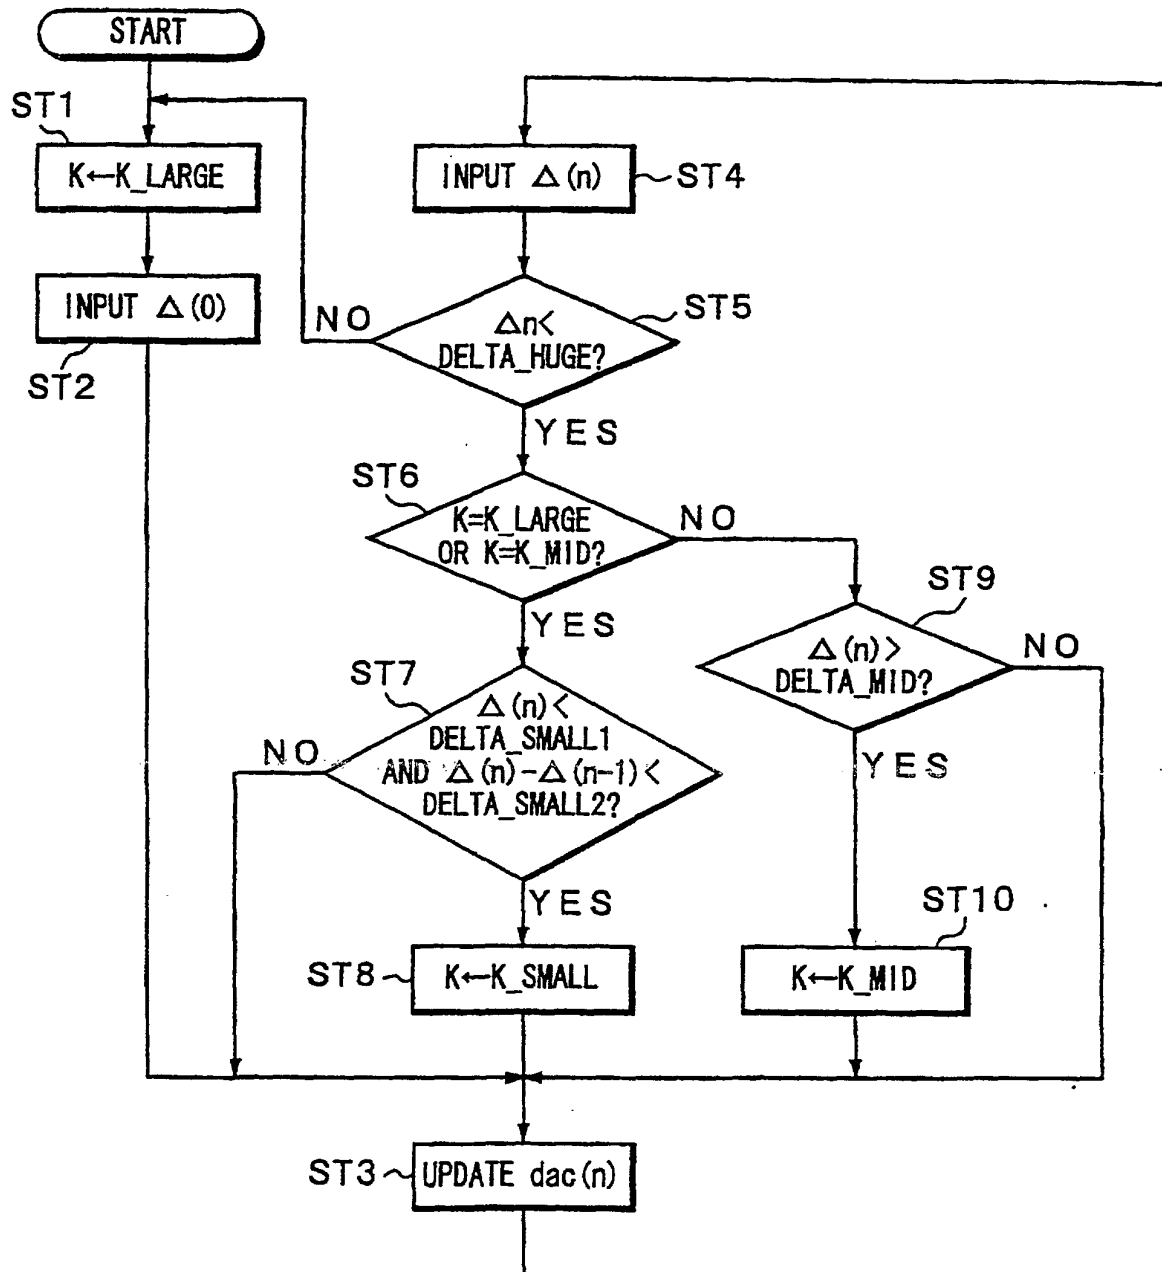 START
ST1
K←K_LARGE
INPUT △(0)
ST2
INPUT △(n)
ST4
△n<
DELTA_HUGE?
ST5
NO
YES
ST6
K=K_LARGE
OR K=K_MID?
NO
YES
ST9
△(n)>
DELTA_MID?
NO
YES
ST7
△(n)<
DELTA_SMALL1
AND △(n)-△(n-1)<
DELTA_SMALL2?
NO
YES
ST8
K←K_SMALL
ST10
K←K_MID
ST3
UPDATE dac(n)